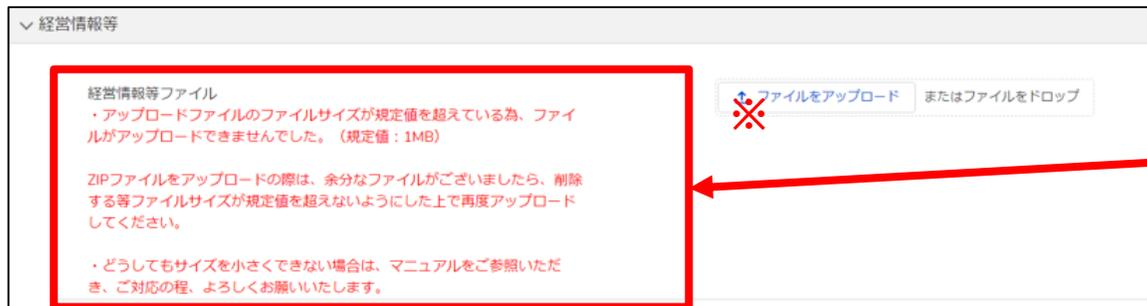 経営情報等
経営情報等ファイル
・アップロードファイルのファイルサイズが規定値を超えている為、ファイ
ルがアップロードできませんでした。（規定値：1MB）
ZIPファイルをアップロードの際は、余分なファイルがございましたら、削除
する等ファイルサイズが規定値を超えないようにした上で再度アップロード
してください。
・どうしてもサイズを小さくできない場合は、マニュアルをご参照いただ
き、ご対応の程、よろしくお願いいたします。
ファイルをアップロード またはファイルをドロップ
※